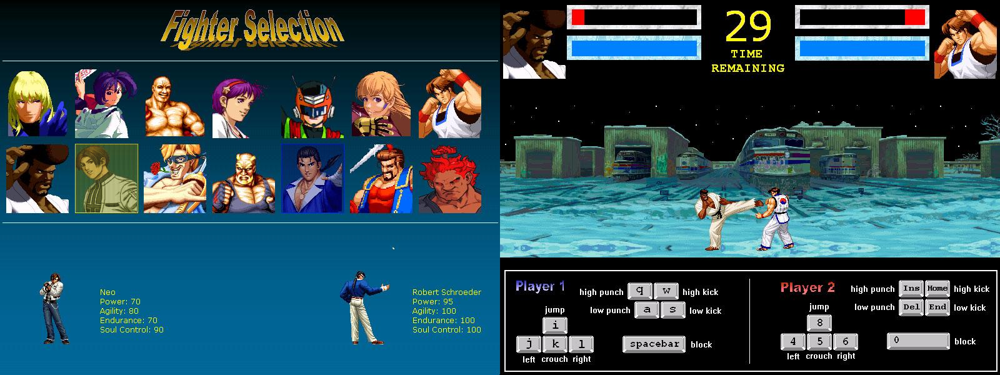 Fighter Selection
Neo
Power: 70
Agility: 80
Endurance: 70
Soul Control: 90
Robert Schroeder
Power: 95
Agility: 100
Endurance: 100
Soul Control: 100
29
TIME
REMAINING
Player 1
high punch q w high kick
low punch a s low kick
jump
i
j k l
left crouch right
spacebar block
Player 2
high punch Ins Home high kick
low punch Del End low kick
jump
8
4 5 6
left crouch right
0 block